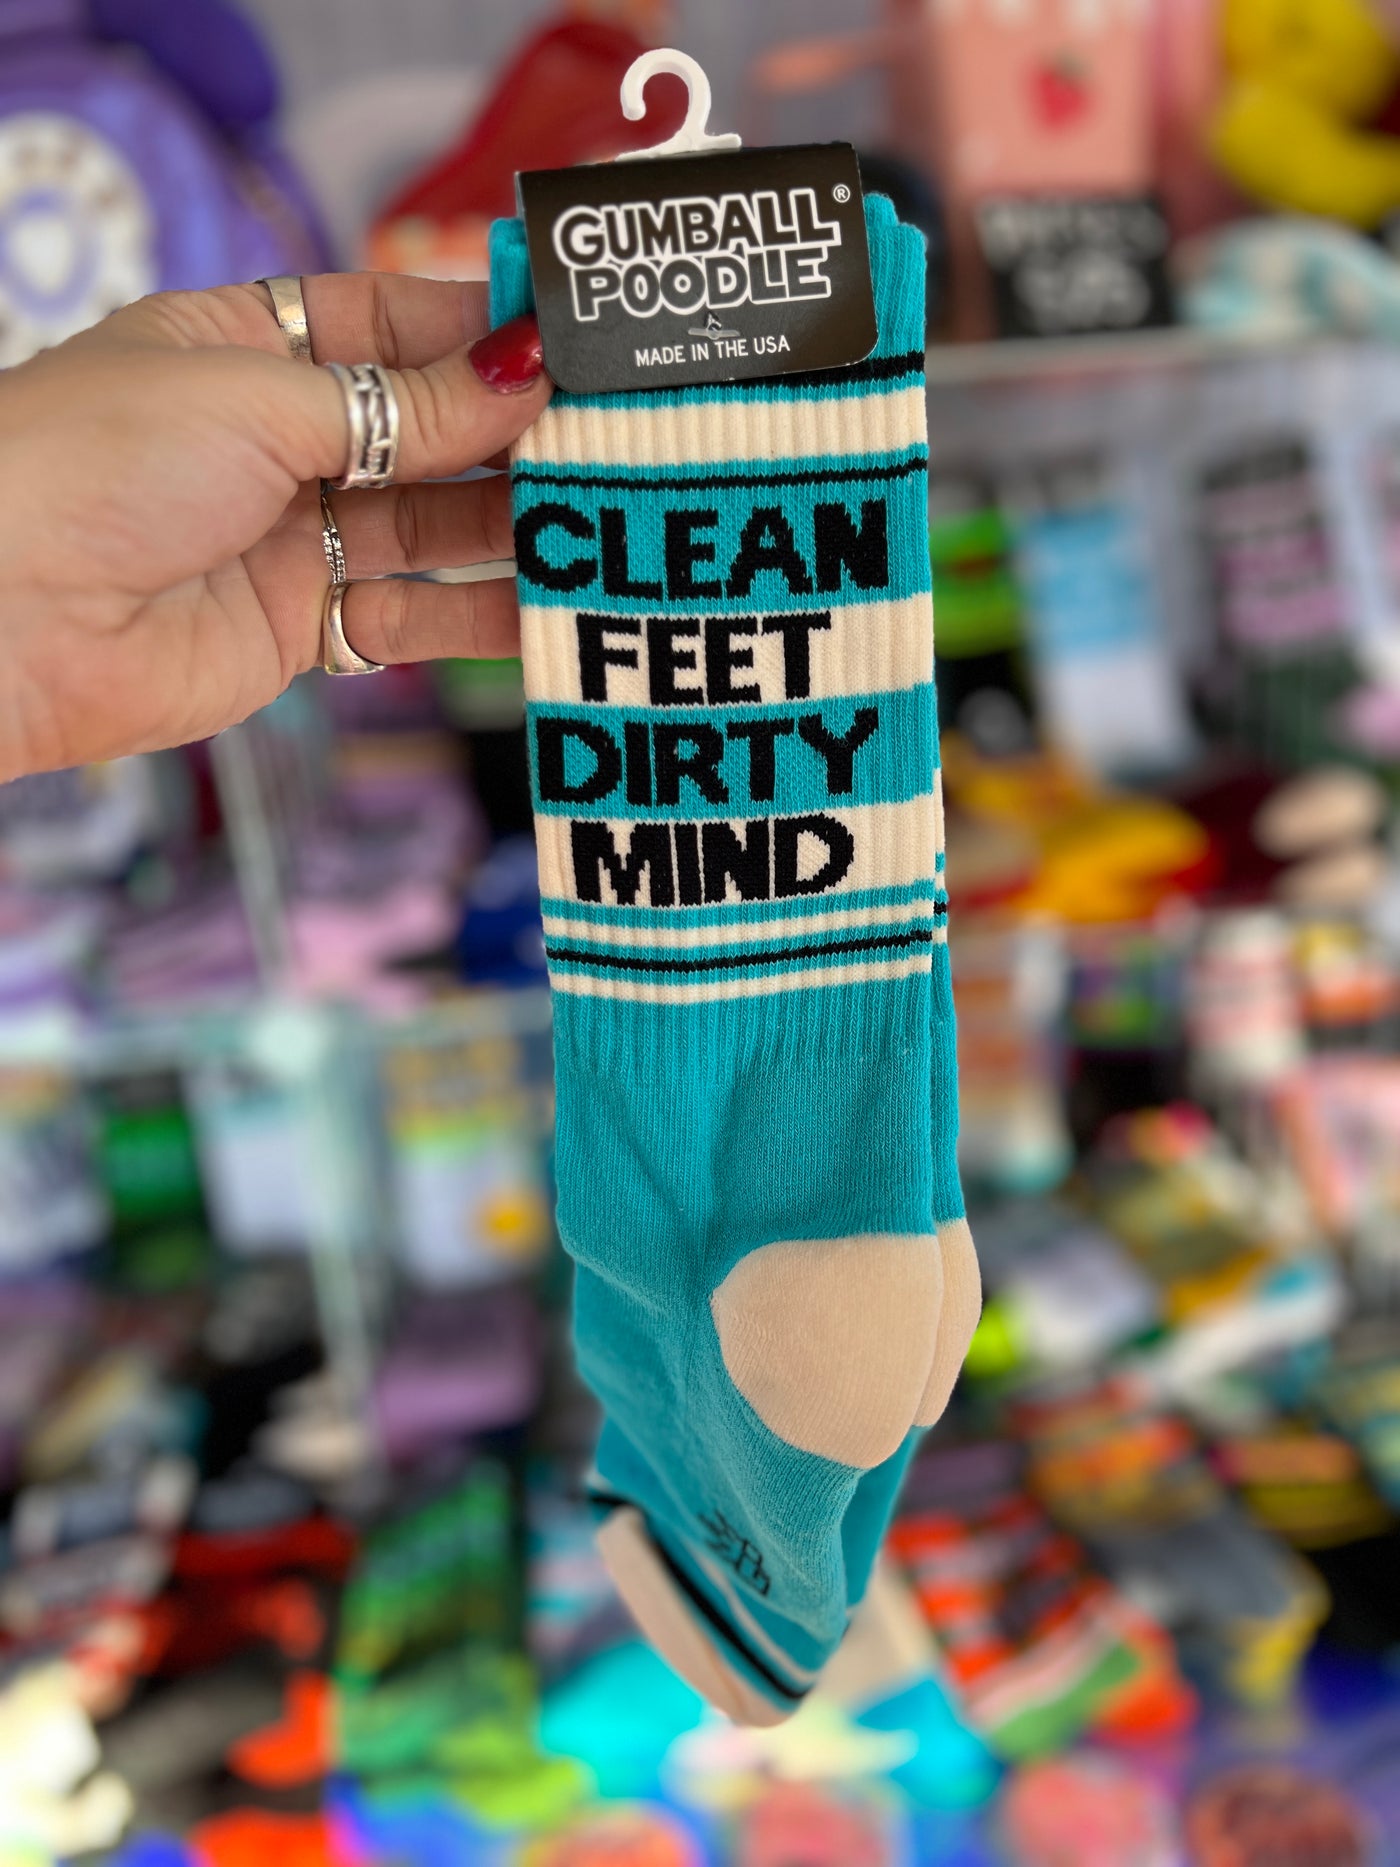 GUMBALL®
POODLE
MADE IN THE USA
CLEAN
FEET
DIRTY
MIND